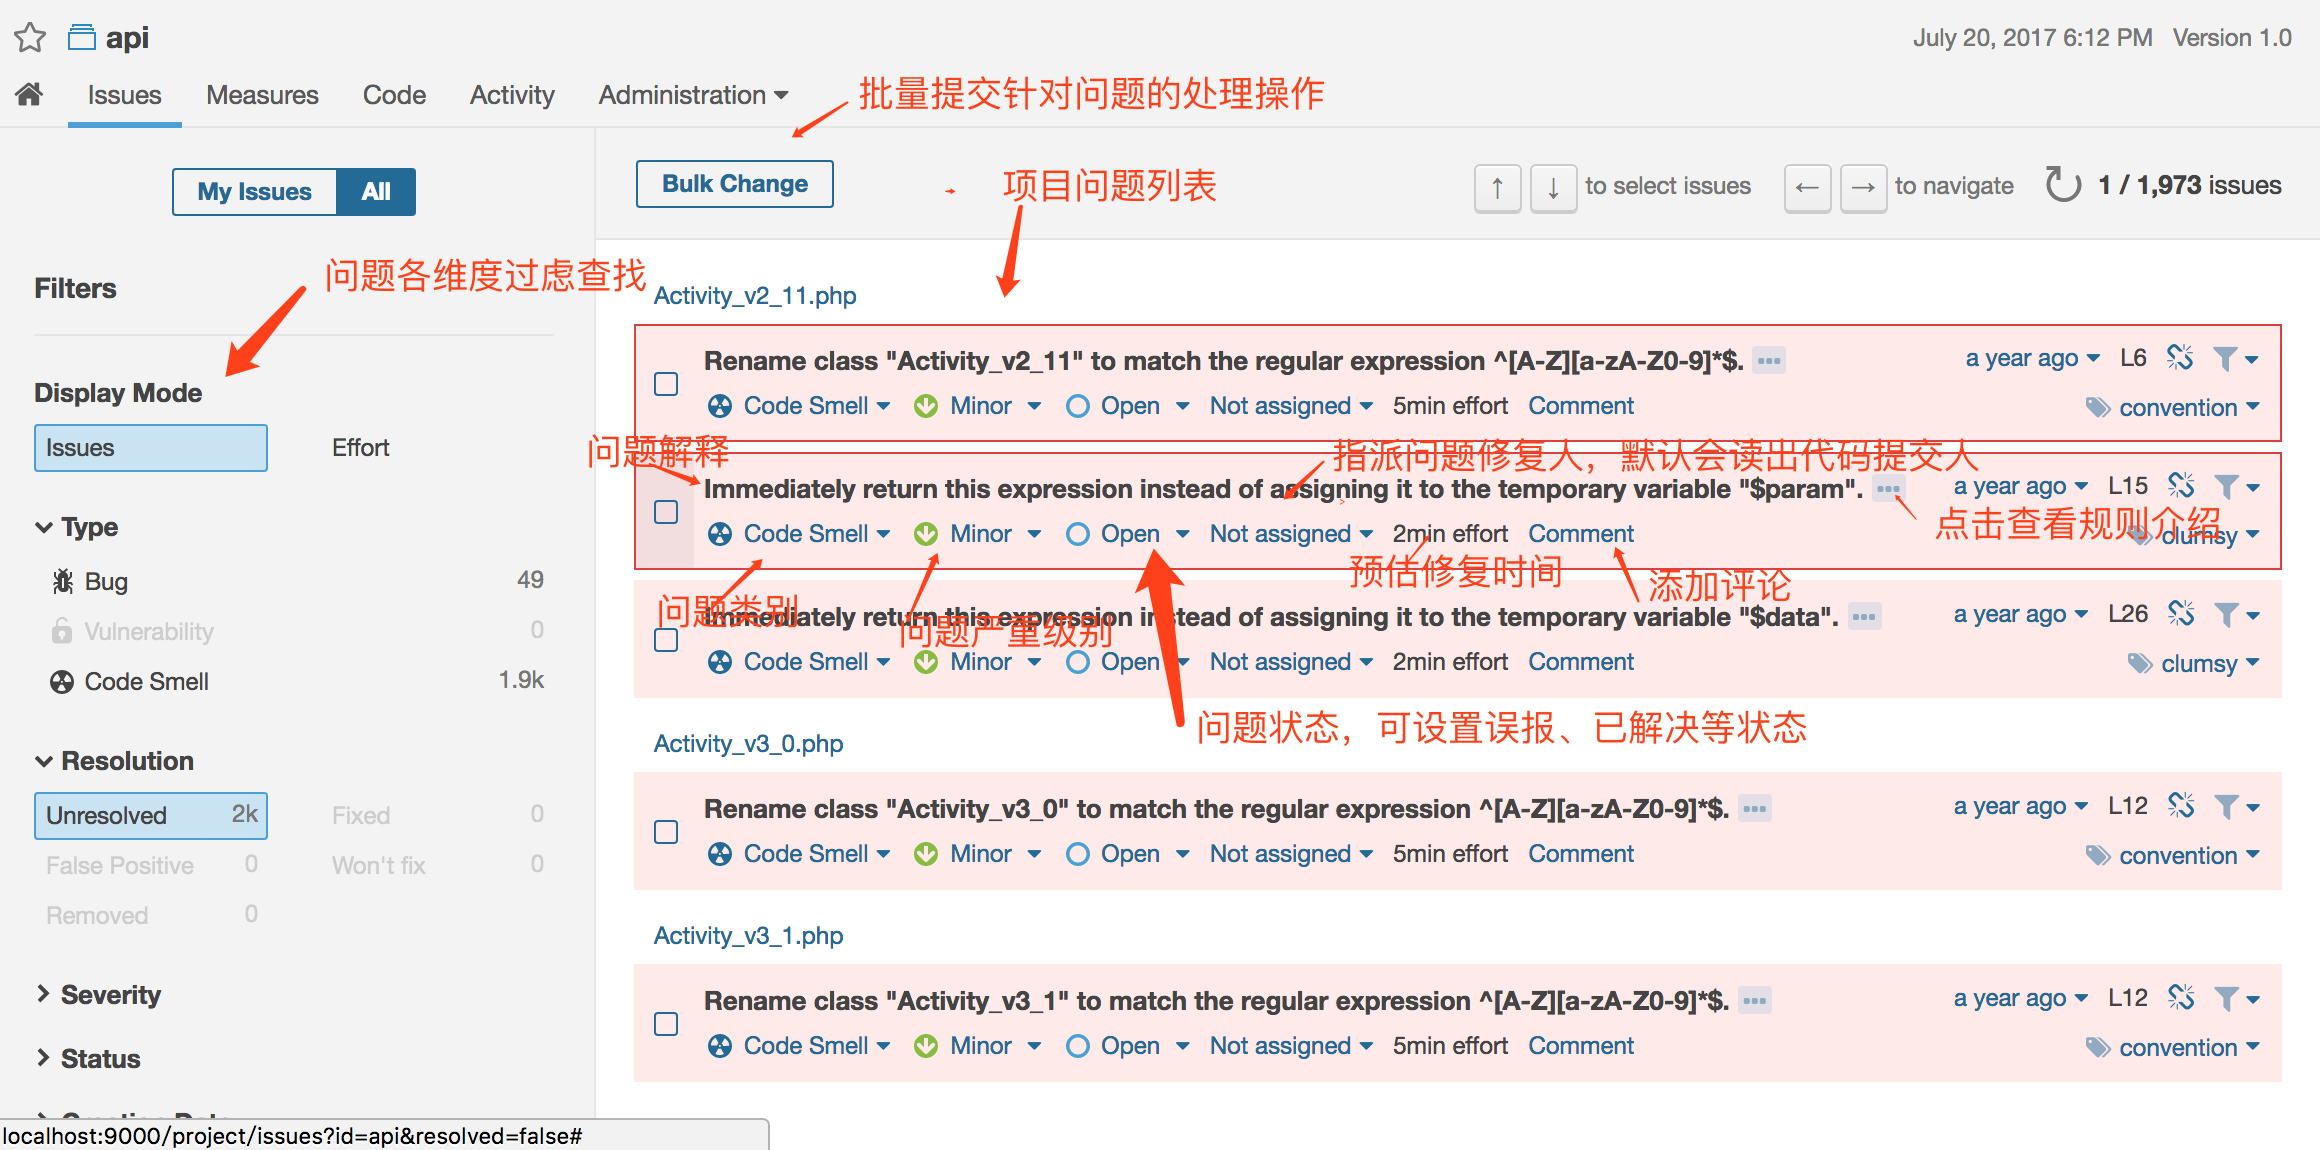 api
July 20, 2017 6:12 PM Version 1.0
Issues Measures Code Activity Administration
批量提交针对问题的处理操作
My Issues All
Bulk Change
项目问题列表
↑ ↓ to select issues ← → to navigate 1 / 1,973 issues
Filters
问题各维度过虑查找
Display Mode
Issues Effort
Type
Bug 49
Vulnerability 0
Code Smell 1.9k
Resolution
Unresolved 2k Fixed 0
False Positive 0 Won't fix 0
Removed 0
Severity
Status
Creation Date
Activity_v2_11.php
Rename class "Activity_v2_11" to match the regular expression ^[A-Z][a-zA-Z0-9]*$. ••• a year ago L6
Code Smell Minor Open Not assigned 5min effort Comment convention
问题解释
指派问题修复人，默认会读出代码提交人
Immediately return this expression instead of assigning it to the temporary variable "$param". ••• a year ago L15
点击查看规则介绍
Code Smell Minor Open Not assigned 2min effort Comment clumsy
预估修复时间
添加评论
问题类别
问题严重级别
Immediately return this expression instead of assigning it to the temporary variable "$data". ••• a year ago L26
Code Smell Minor Open Not assigned 2min effort Comment clumsy
问题状态，可设置误报、已解决等状态
Activity_v3_0.php
Rename class "Activity_v3_0" to match the regular expression ^[A-Z][a-zA-Z0-9]*$. ••• a year ago L12
Code Smell Minor Open Not assigned 5min effort Comment convention
Activity_v3_1.php
Rename class "Activity_v3_1" to match the regular expression ^[A-Z][a-zA-Z0-9]*$. ••• a year ago L12
Code Smell Minor Open Not assigned 5min effort Comment convention
localhost:9000/project/issues?id=api&resolved=false#